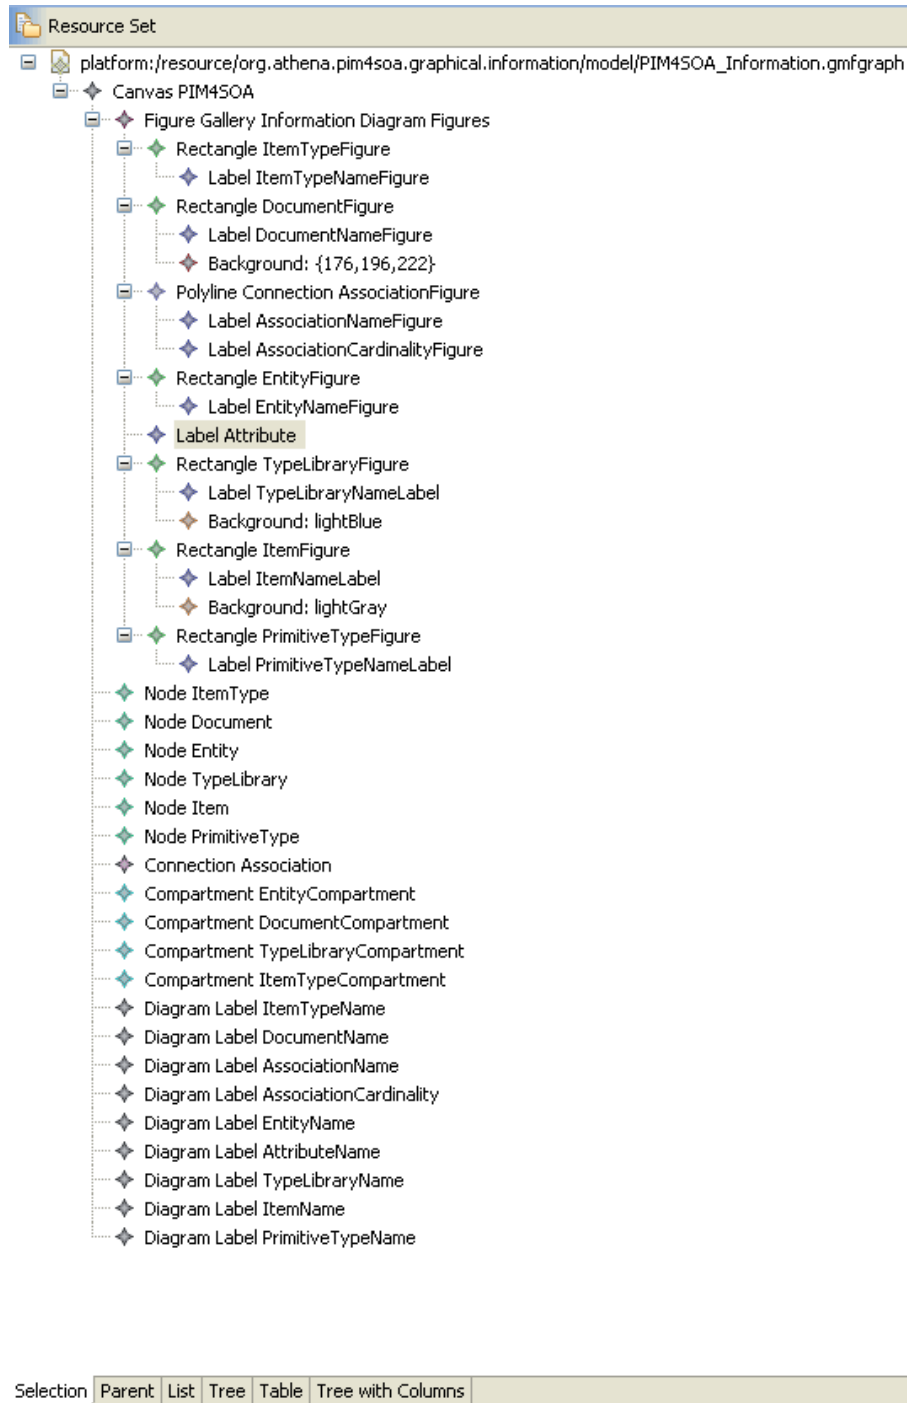 Resource Set
platform:/resource/org.athena.pim4soa.graphical.information/model/PIM4SOA_Information.gmfgraph
Canvas PIM4SOA
Figure Gallery Information Diagram Figures
Rectangle ItemTypeFigure
Label ItemTypeNameFigure
Rectangle DocumentFigure
Label DocumentNameFigure
Background: {176,196,222}
Polyline Connection AssociationFigure
Label AssociationNameFigure
Label AssociationCardinalityFigure
Rectangle EntityFigure
Label EntityNameFigure
Label Attribute
Rectangle TypeLibraryFigure
Label TypeLibraryNameLabel
Background: lightBlue
Rectangle ItemFigure
Label ItemNameLabel
Background: lightGray
Rectangle PrimitiveTypeFigure
Label PrimitiveTypeNameLabel
Node ItemType
Node Document
Node Entity
Node TypeLibrary
Node Item
Node PrimitiveType
Connection Association
Compartment EntityCompartment
Compartment DocumentCompartment
Compartment TypeLibraryCompartment
Compartment ItemTypeCompartment
Diagram Label ItemTypeName
Diagram Label DocumentName
Diagram Label AssociationName
Diagram Label AssociationCardinality
Diagram Label EntityName
Diagram Label AttributeName
Diagram Label TypeLibraryName
Diagram Label ItemName
Diagram Label PrimitiveTypeName
Selection Parent List Tree Table Tree with Columns